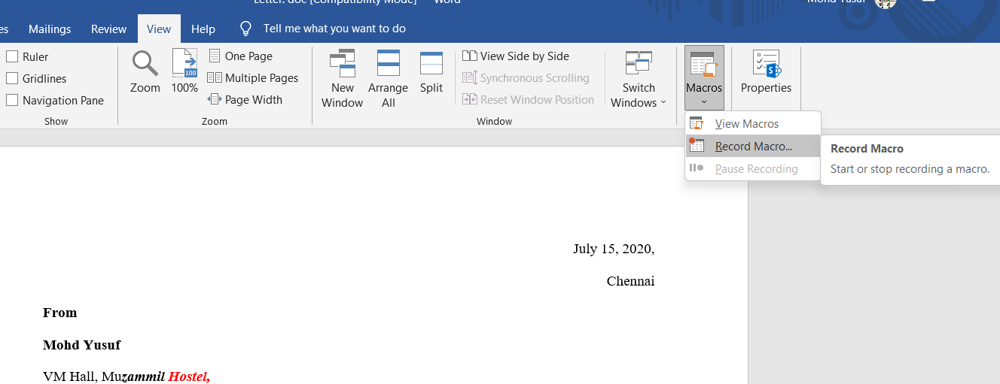 Letter. doc [Compatibility Mode] - Word Mohd Yusuf
es Mailings Review View Help Tell me what you want to do
Ruler
Gridlines
Navigation Pane
Show
Zoom
100
100%
One Page
Multiple Pages
Page Width
Zoom
New Window
Arrange All
Split
View Side by Side
Synchronous Scrolling
Reset Window Position
Switch Windows
Window
Macros
S
Properties
View Macros
Record Macro...
Pause Recording
Record Macro
Start or stop recording a macro.
July 15, 2020,
Chennai
From
Mohd Yusuf
VM Hall, Muzammil Hostel,